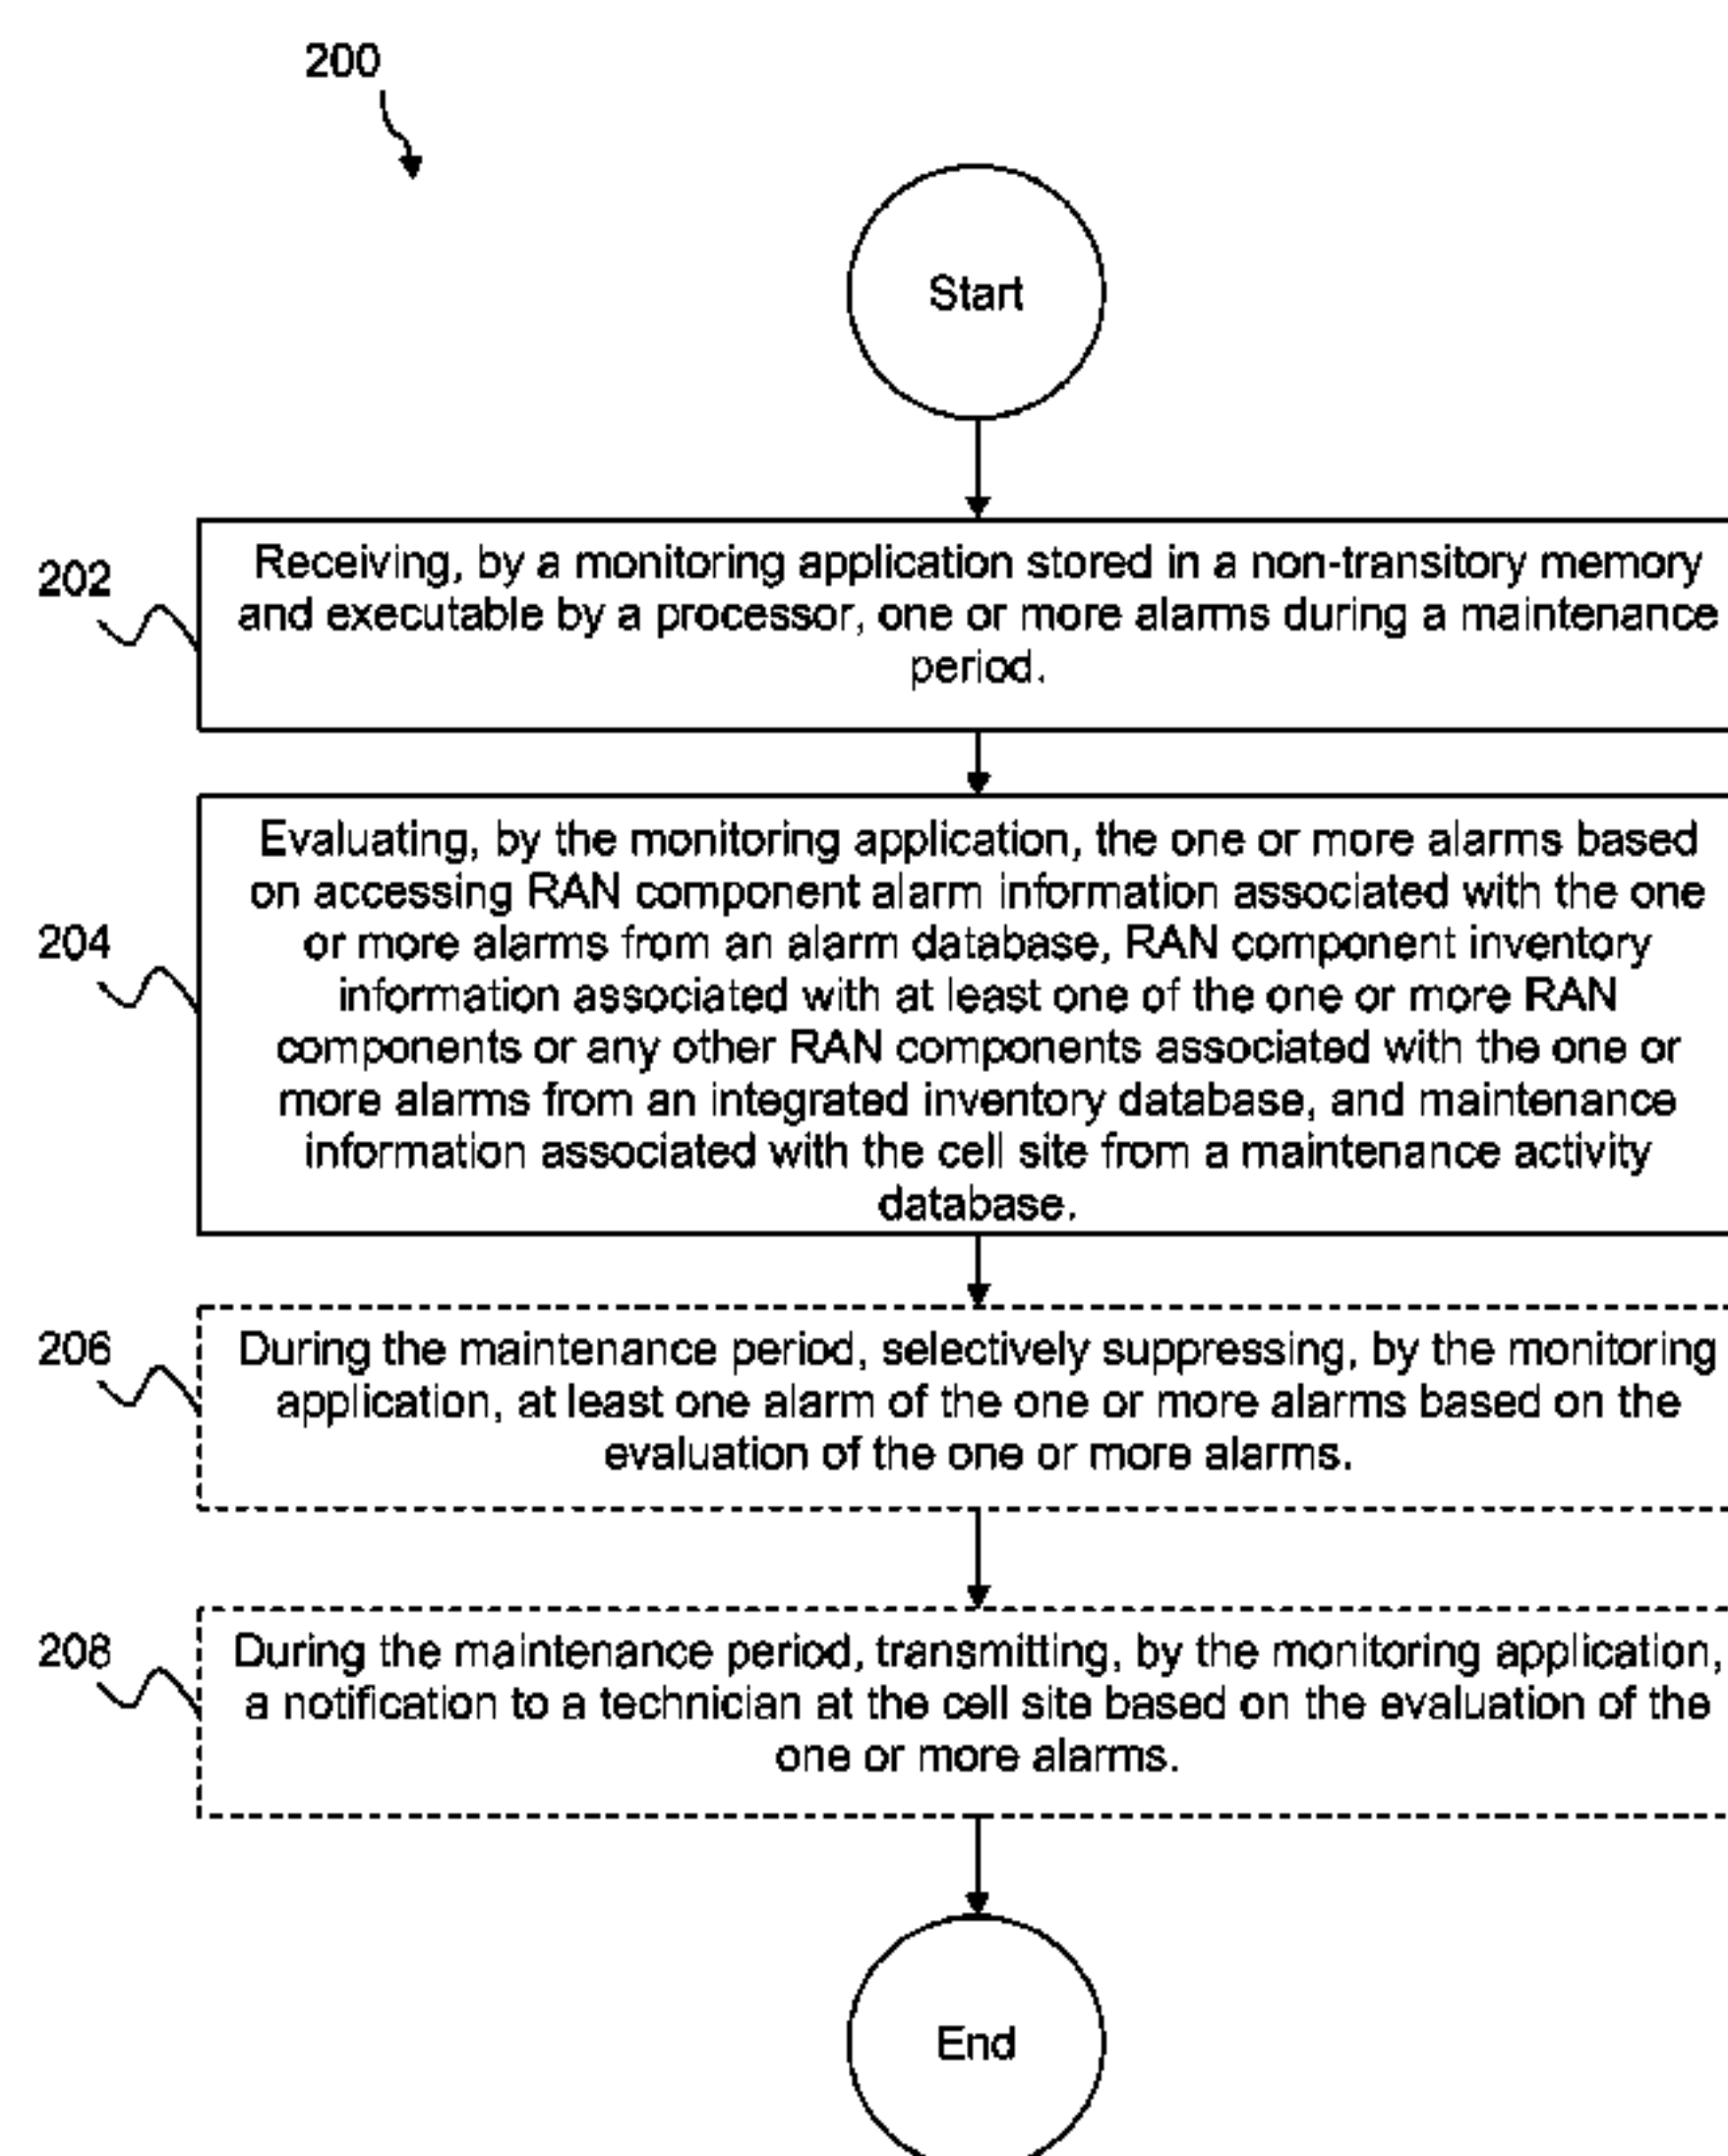 200
Start
202
Receiving, by a monitoring application stored in a non-transitory memory
and executable by a processor, one or more alarms during a maintenance
period.
204
Evaluating, by the monitoring application, the one or more alarms based
on accessing RAN component alarm information associated with the one
or more alarms from an alarm database, RAN component inventory
information associated with at least one of the one or more RAN
components or any other RAN components associated with the one or
more alarms from an integrated inventory database, and maintenance
information associated with the cell site from a maintenance activity
database.
206
During the maintenance period, selectively suppressing, by the monitoring
application, at least one alarm of the one or more alarms based on the
evaluation of the one or more alarms.
208
During the maintenance period, transmitting, by the monitoring application,
a notification to a technician at the cell site based on the evaluation of the
one or more alarms.
End